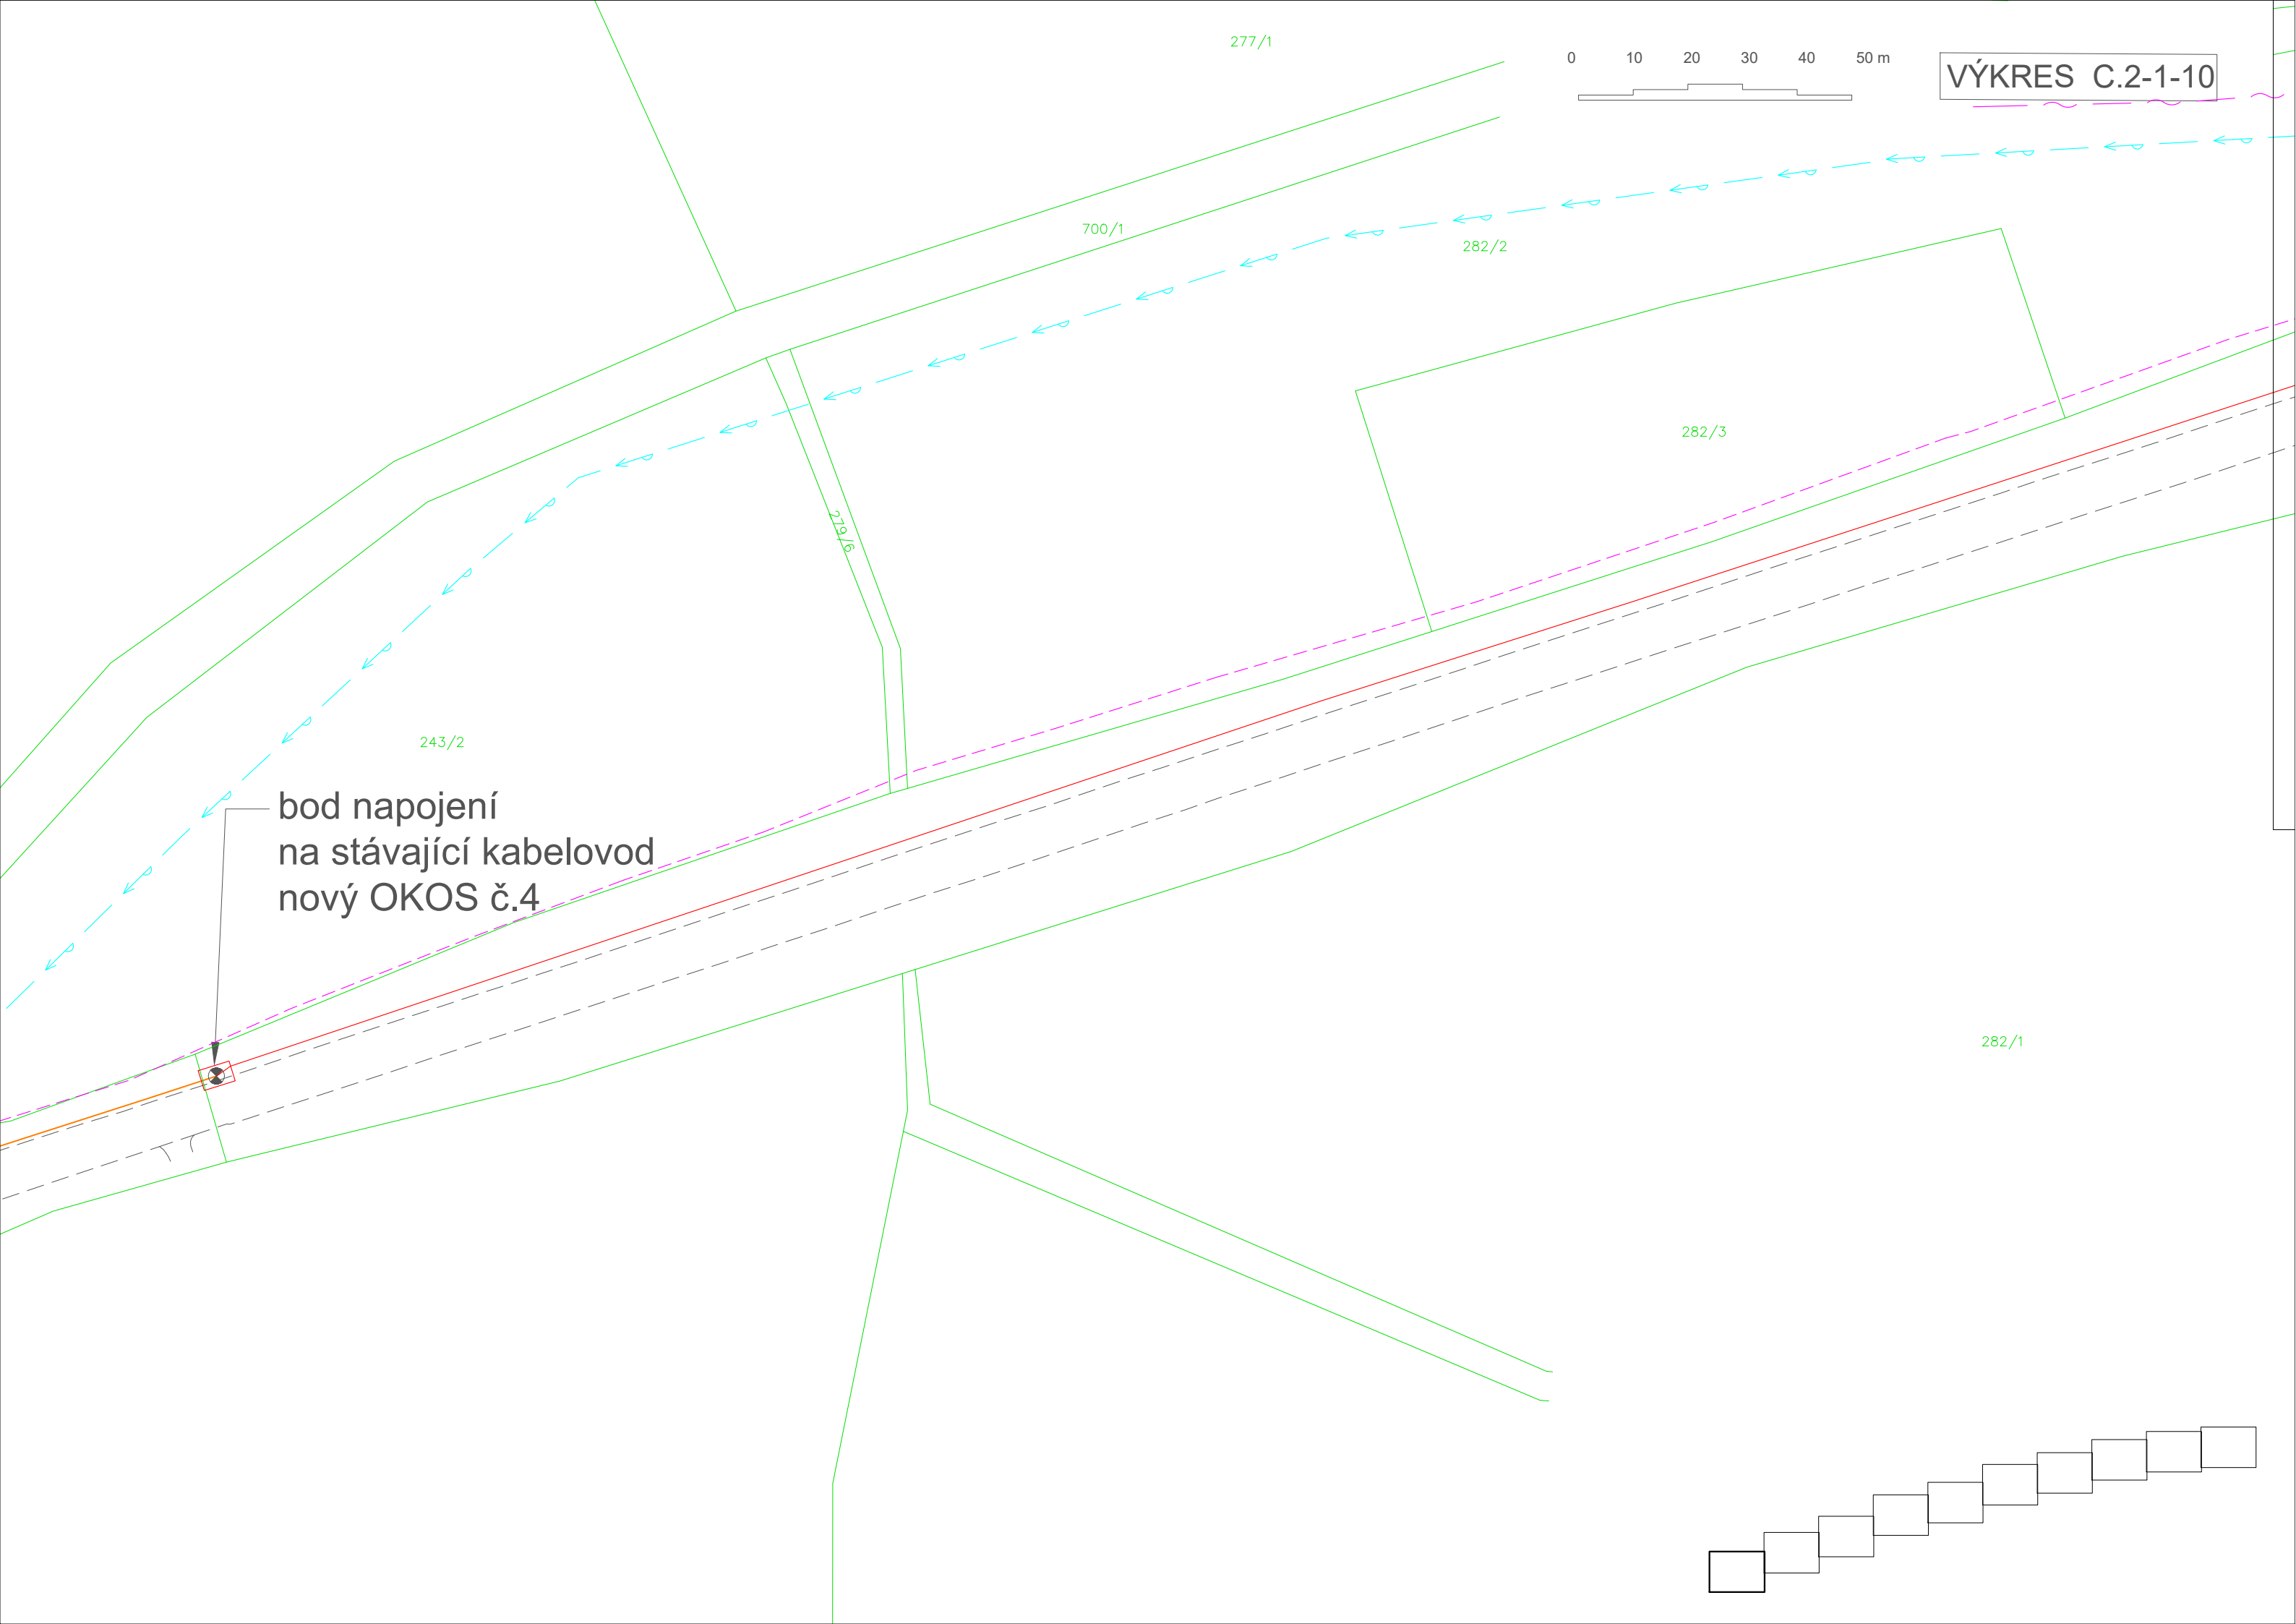 277/1
0 10 20 30 40 50 m
VÝKRES C.2-1-10
700/1
282/2
282/3
279/6
243/2
bod napojení
na stávající kabelovod
nový OKOS č.4
282/1